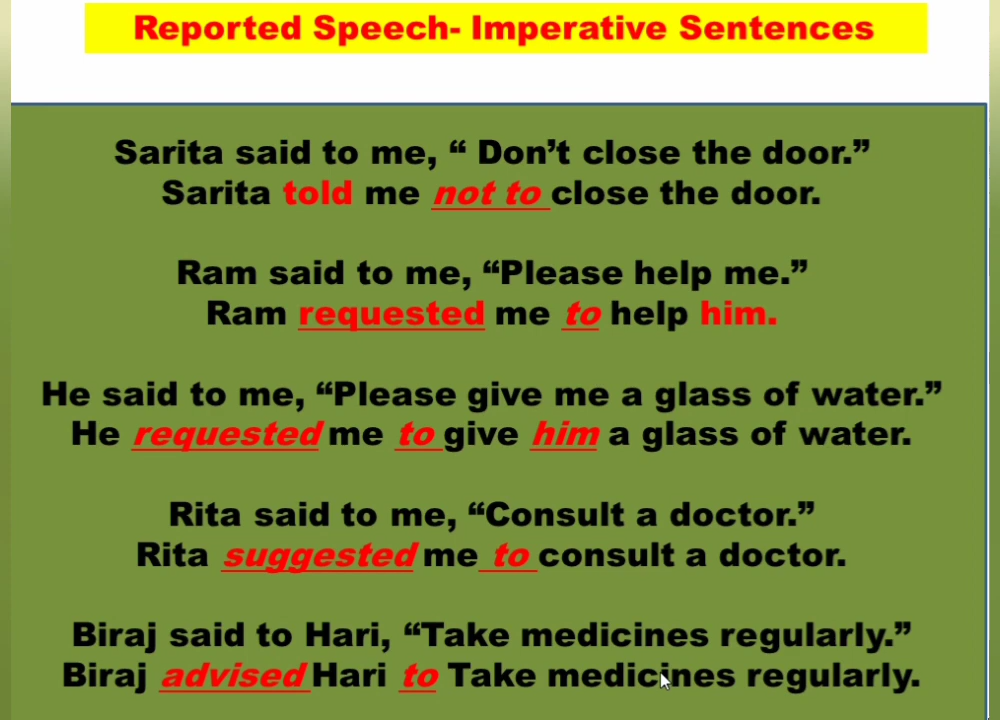 Reported Speech- Imperative Sentences
Sarita said to me, “ Don’t close the door.”
Sarita told me not to close the door.
Ram said to me, “Please help me.”
Ram requested me to help him.
He said to me, “Please give me a glass of water.”
He requested me to give him a glass of water.
Rita said to me, “Consult a doctor.”
Rita suggested me to consult a doctor.
Biraj said to Hari, “Take medicines regularly.”
Biraj advised Hari to Take medicines regularly.